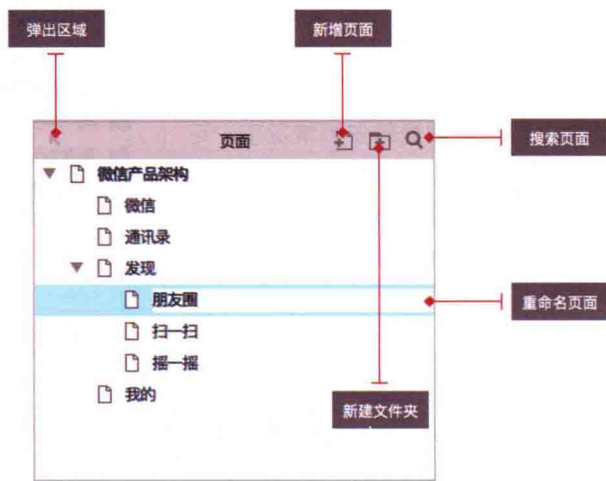 弹出区域
新增页面
页面
搜索页面
微信产品架构
微信
通讯录
发现
朋友圈
重命名页面
扫一扫
摇一摇
我的
新建文件夹